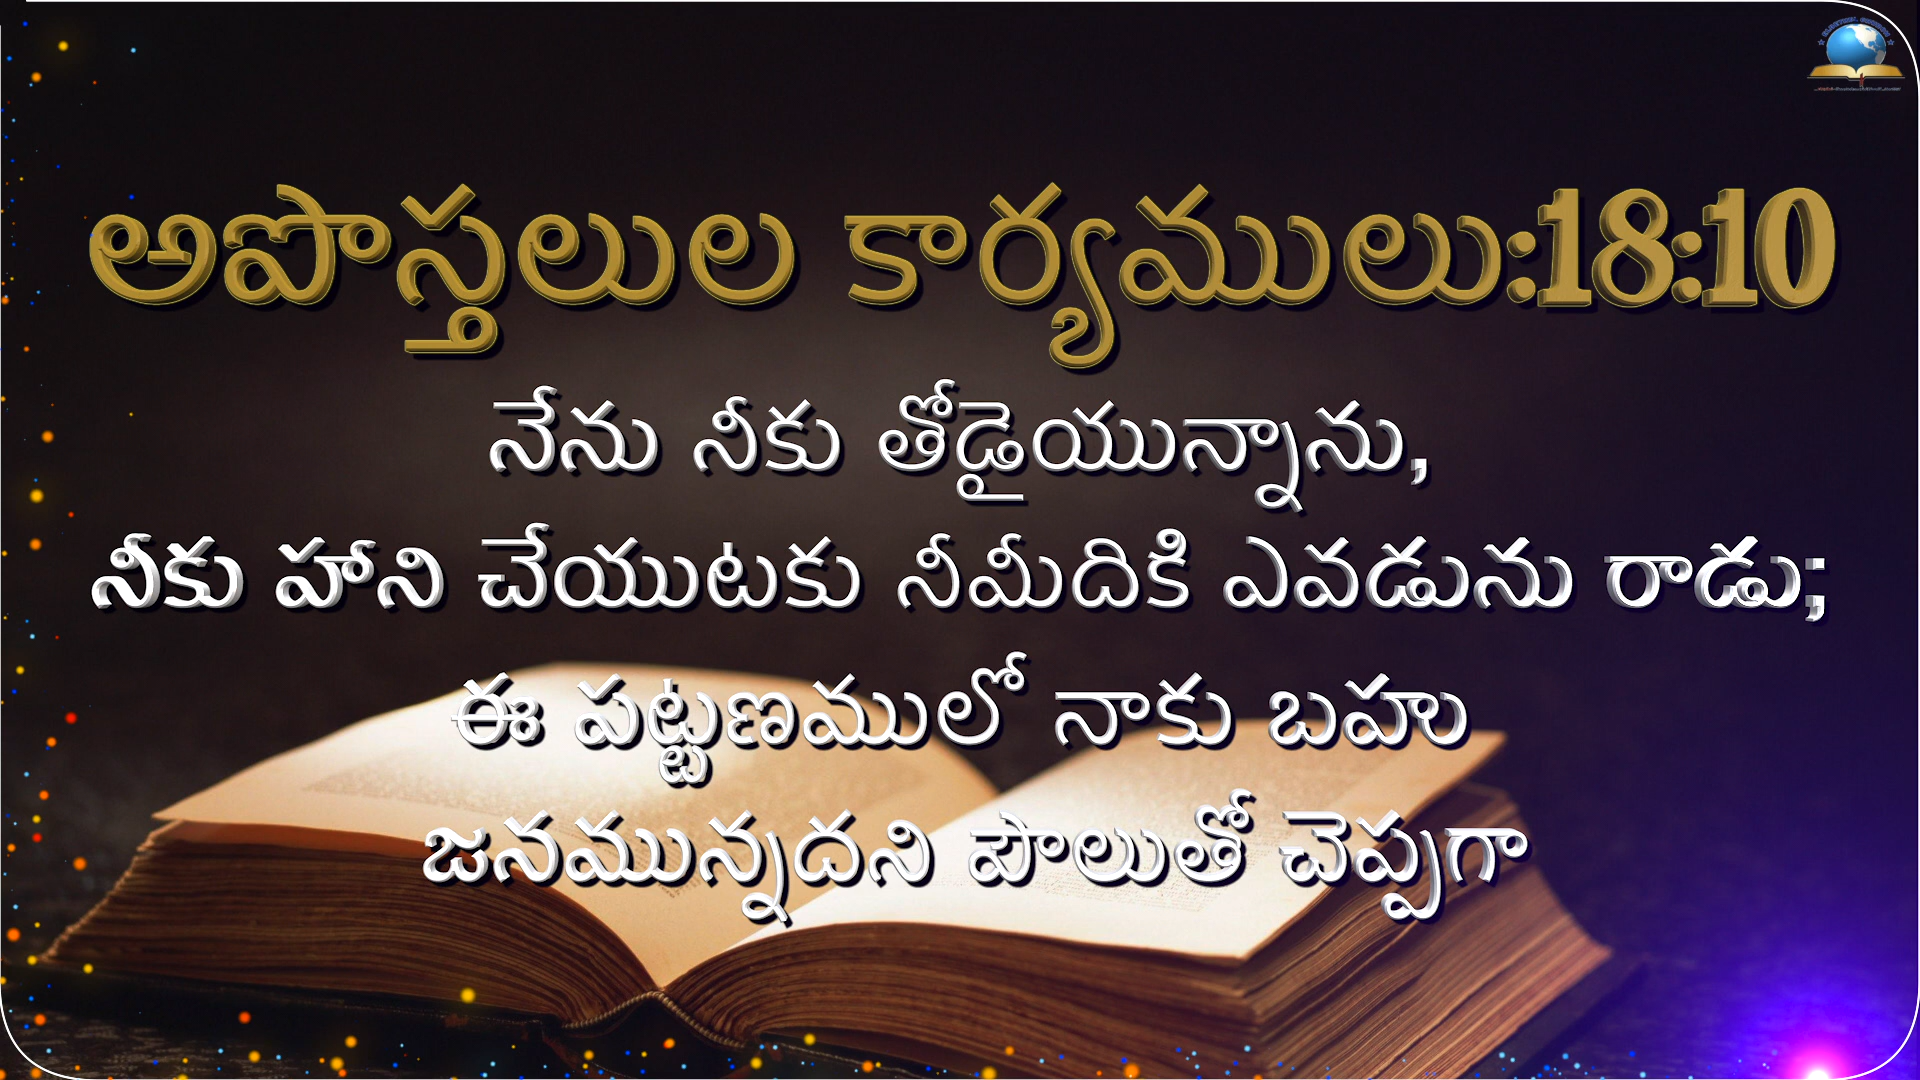 అపొస్తలుల కార్యములు:18:10
నేను నీకు తోడైయున్నాను,
నీకు హాని చేయుటకు నీమీదికి ఎవడును రాడు;
ఈ పట్టణములో నాకు బహు
జనమున్నదని పౌలుతో చెప్పగా